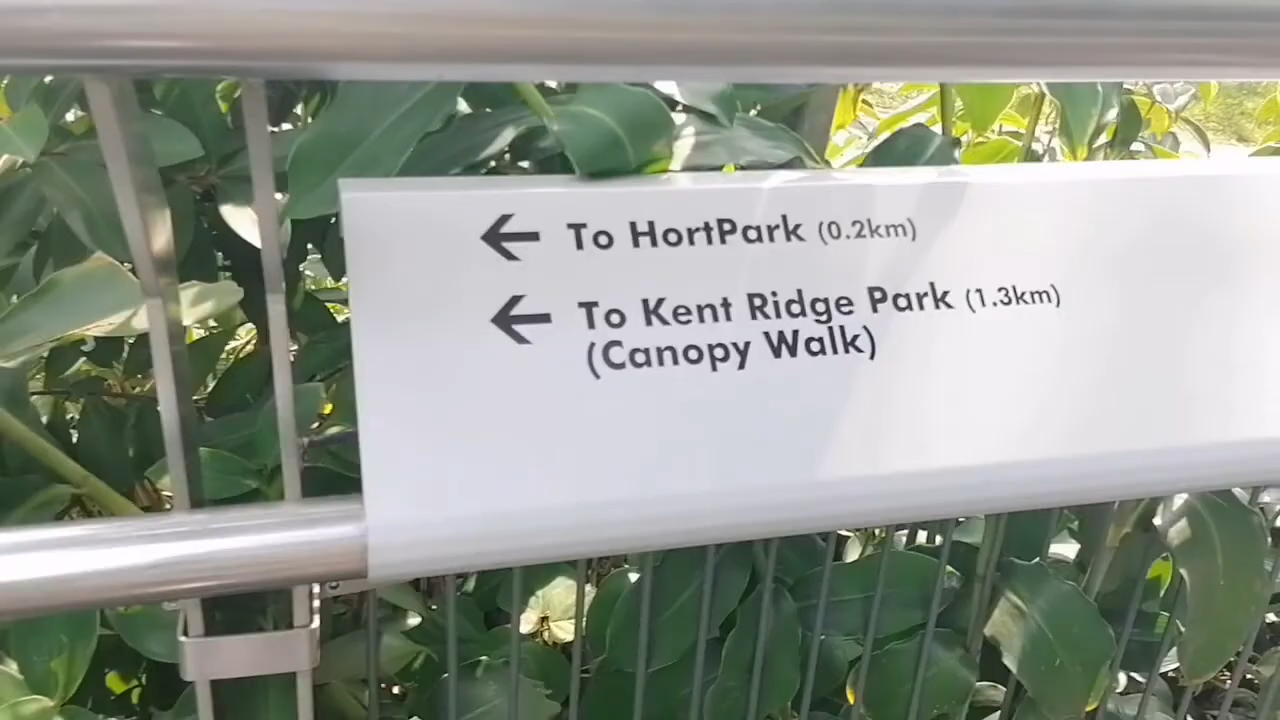 ← To HortPark (0.2km)
← To Kent Ridge Park (1.3km)
(Canopy Walk)